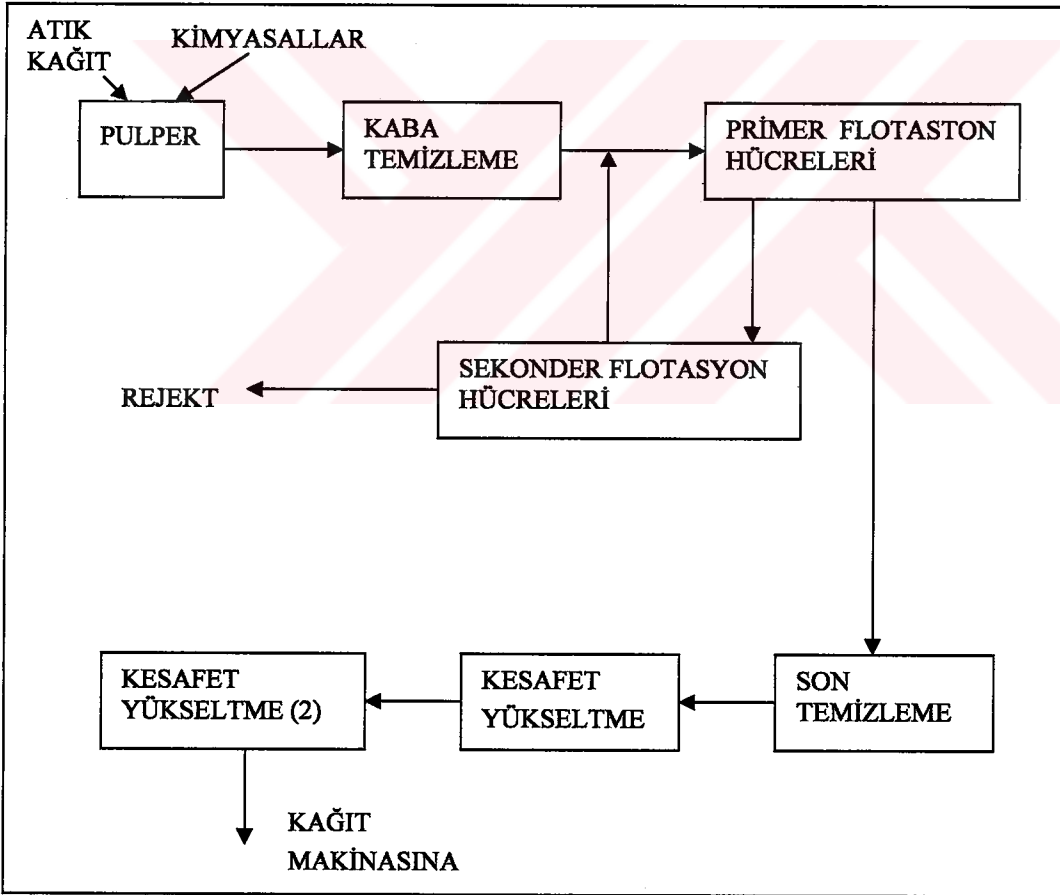 ATIK
KAĞIT
KİMYASALLAR
PULPER
KABA
TEMİZLEME
PRİMER FLOTASTON
HÜCRELERİ
SEKONDER FLOTASYON
HÜCRELERİ
REJEKT
KESAFET
YÜKSELTME (2)
KESAFET
YÜKSELTME
SON
TEMİZLEME
KAĞIT
MAKİNASINA